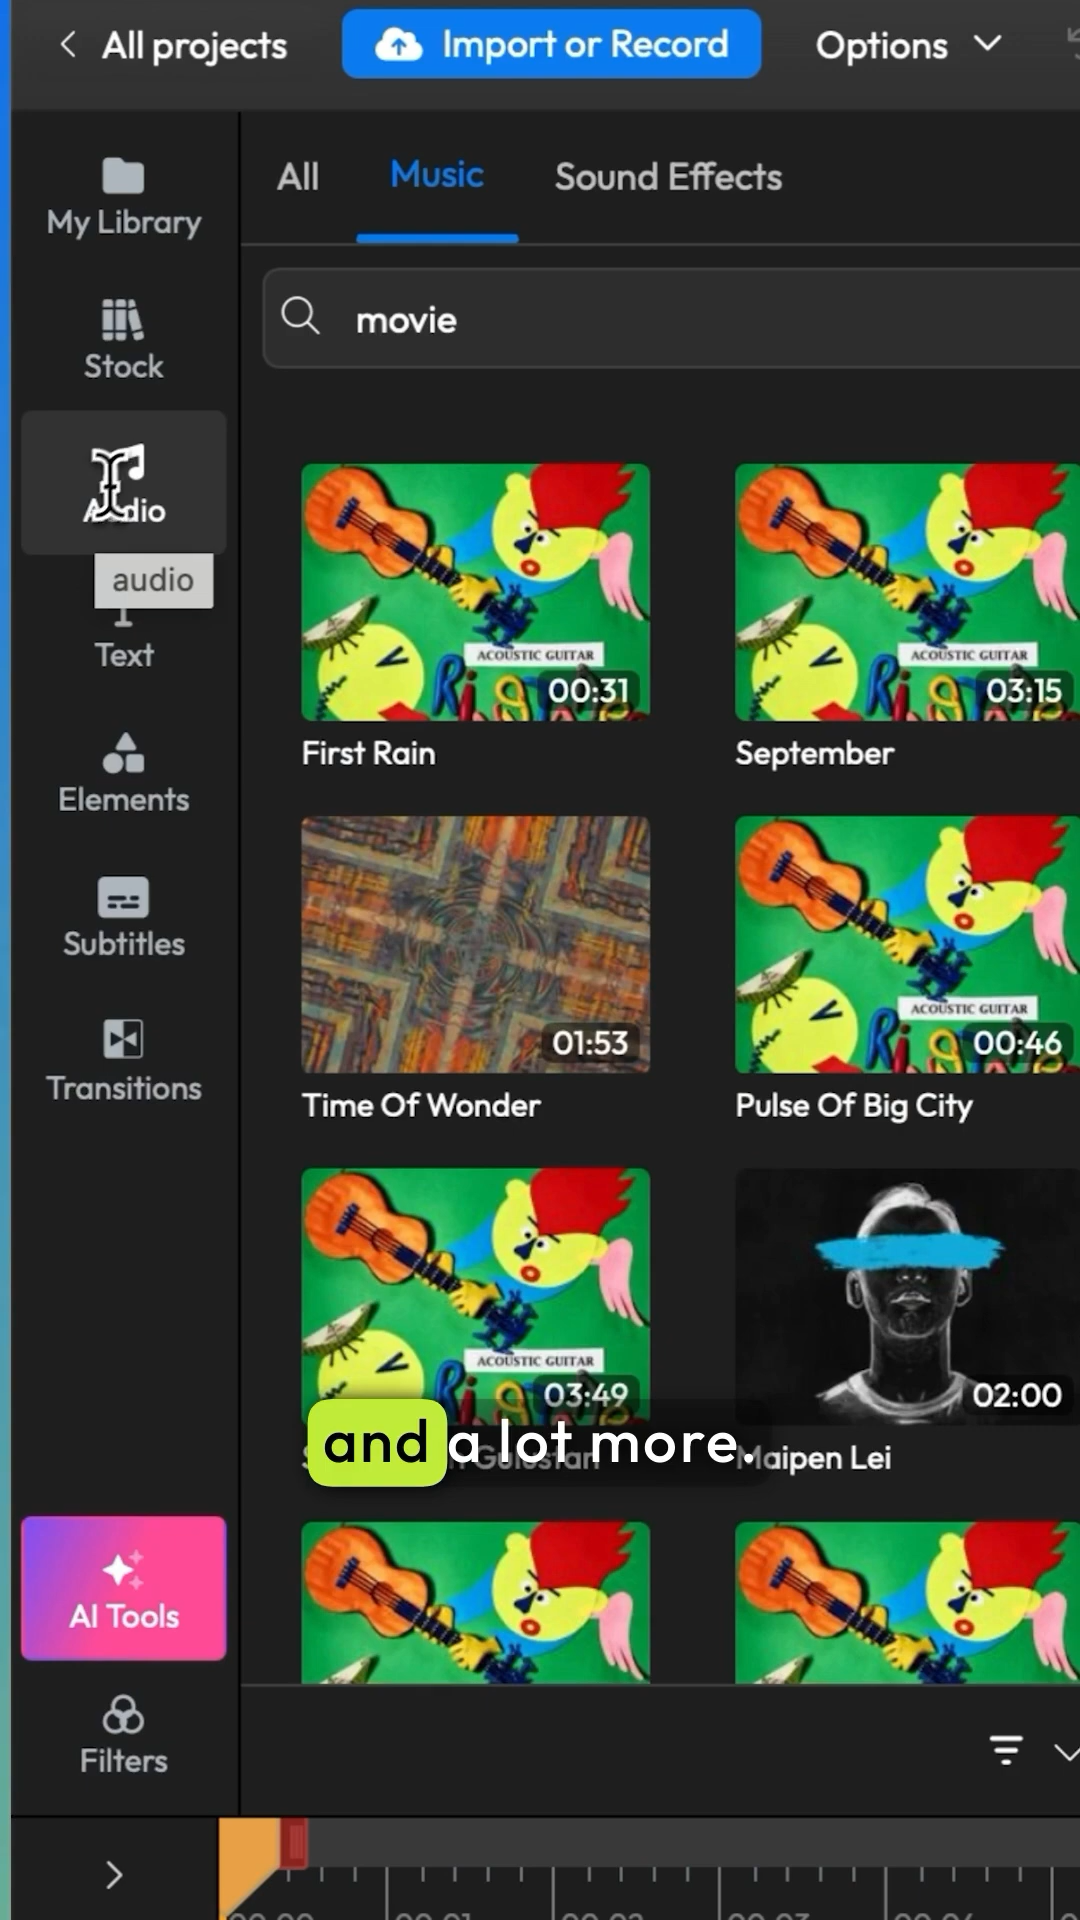 All projects
Import or Record
Options
My Library
All
Music
Sound Effects
movie
Stock
Audio
audio
Text
Elements
Subtitles
Transitions
AI Tools
Filters
ACOUSTIC GUITAR
00:31
First Rain
ACOUSTIC GUITAR
03:15
September
01:53
Time Of Wonder
ACOUSTIC GUITAR
00:46
Pulse Of Big City
ACOUSTIC GUITAR
03:49
02:00
Maipen Lei
and a lot more.